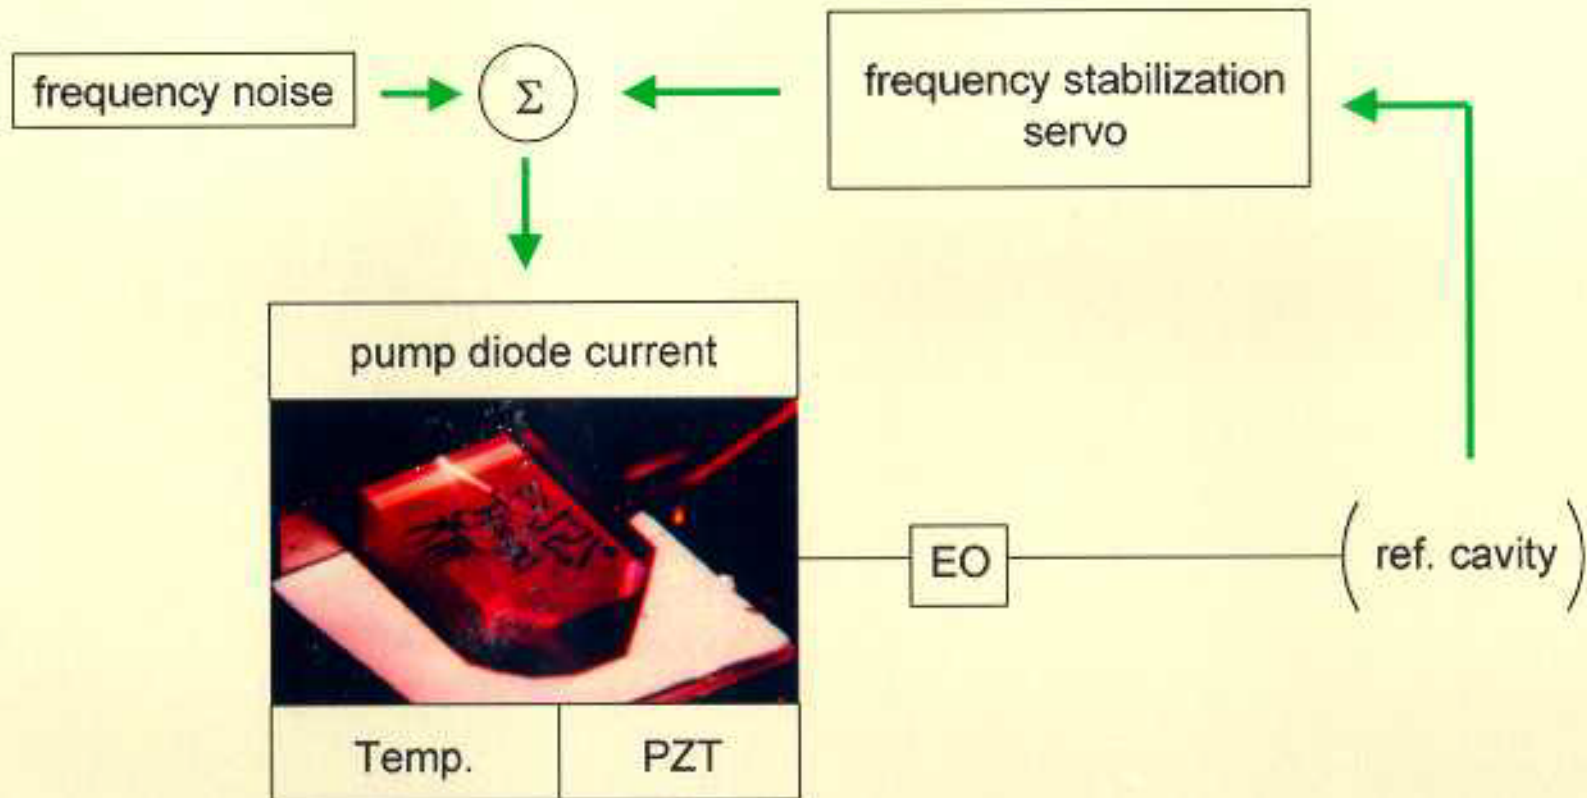 frequency noise
Σ
frequency stabilization
servo
pump diode current
EO
ref. cavity
Temp.
PZT